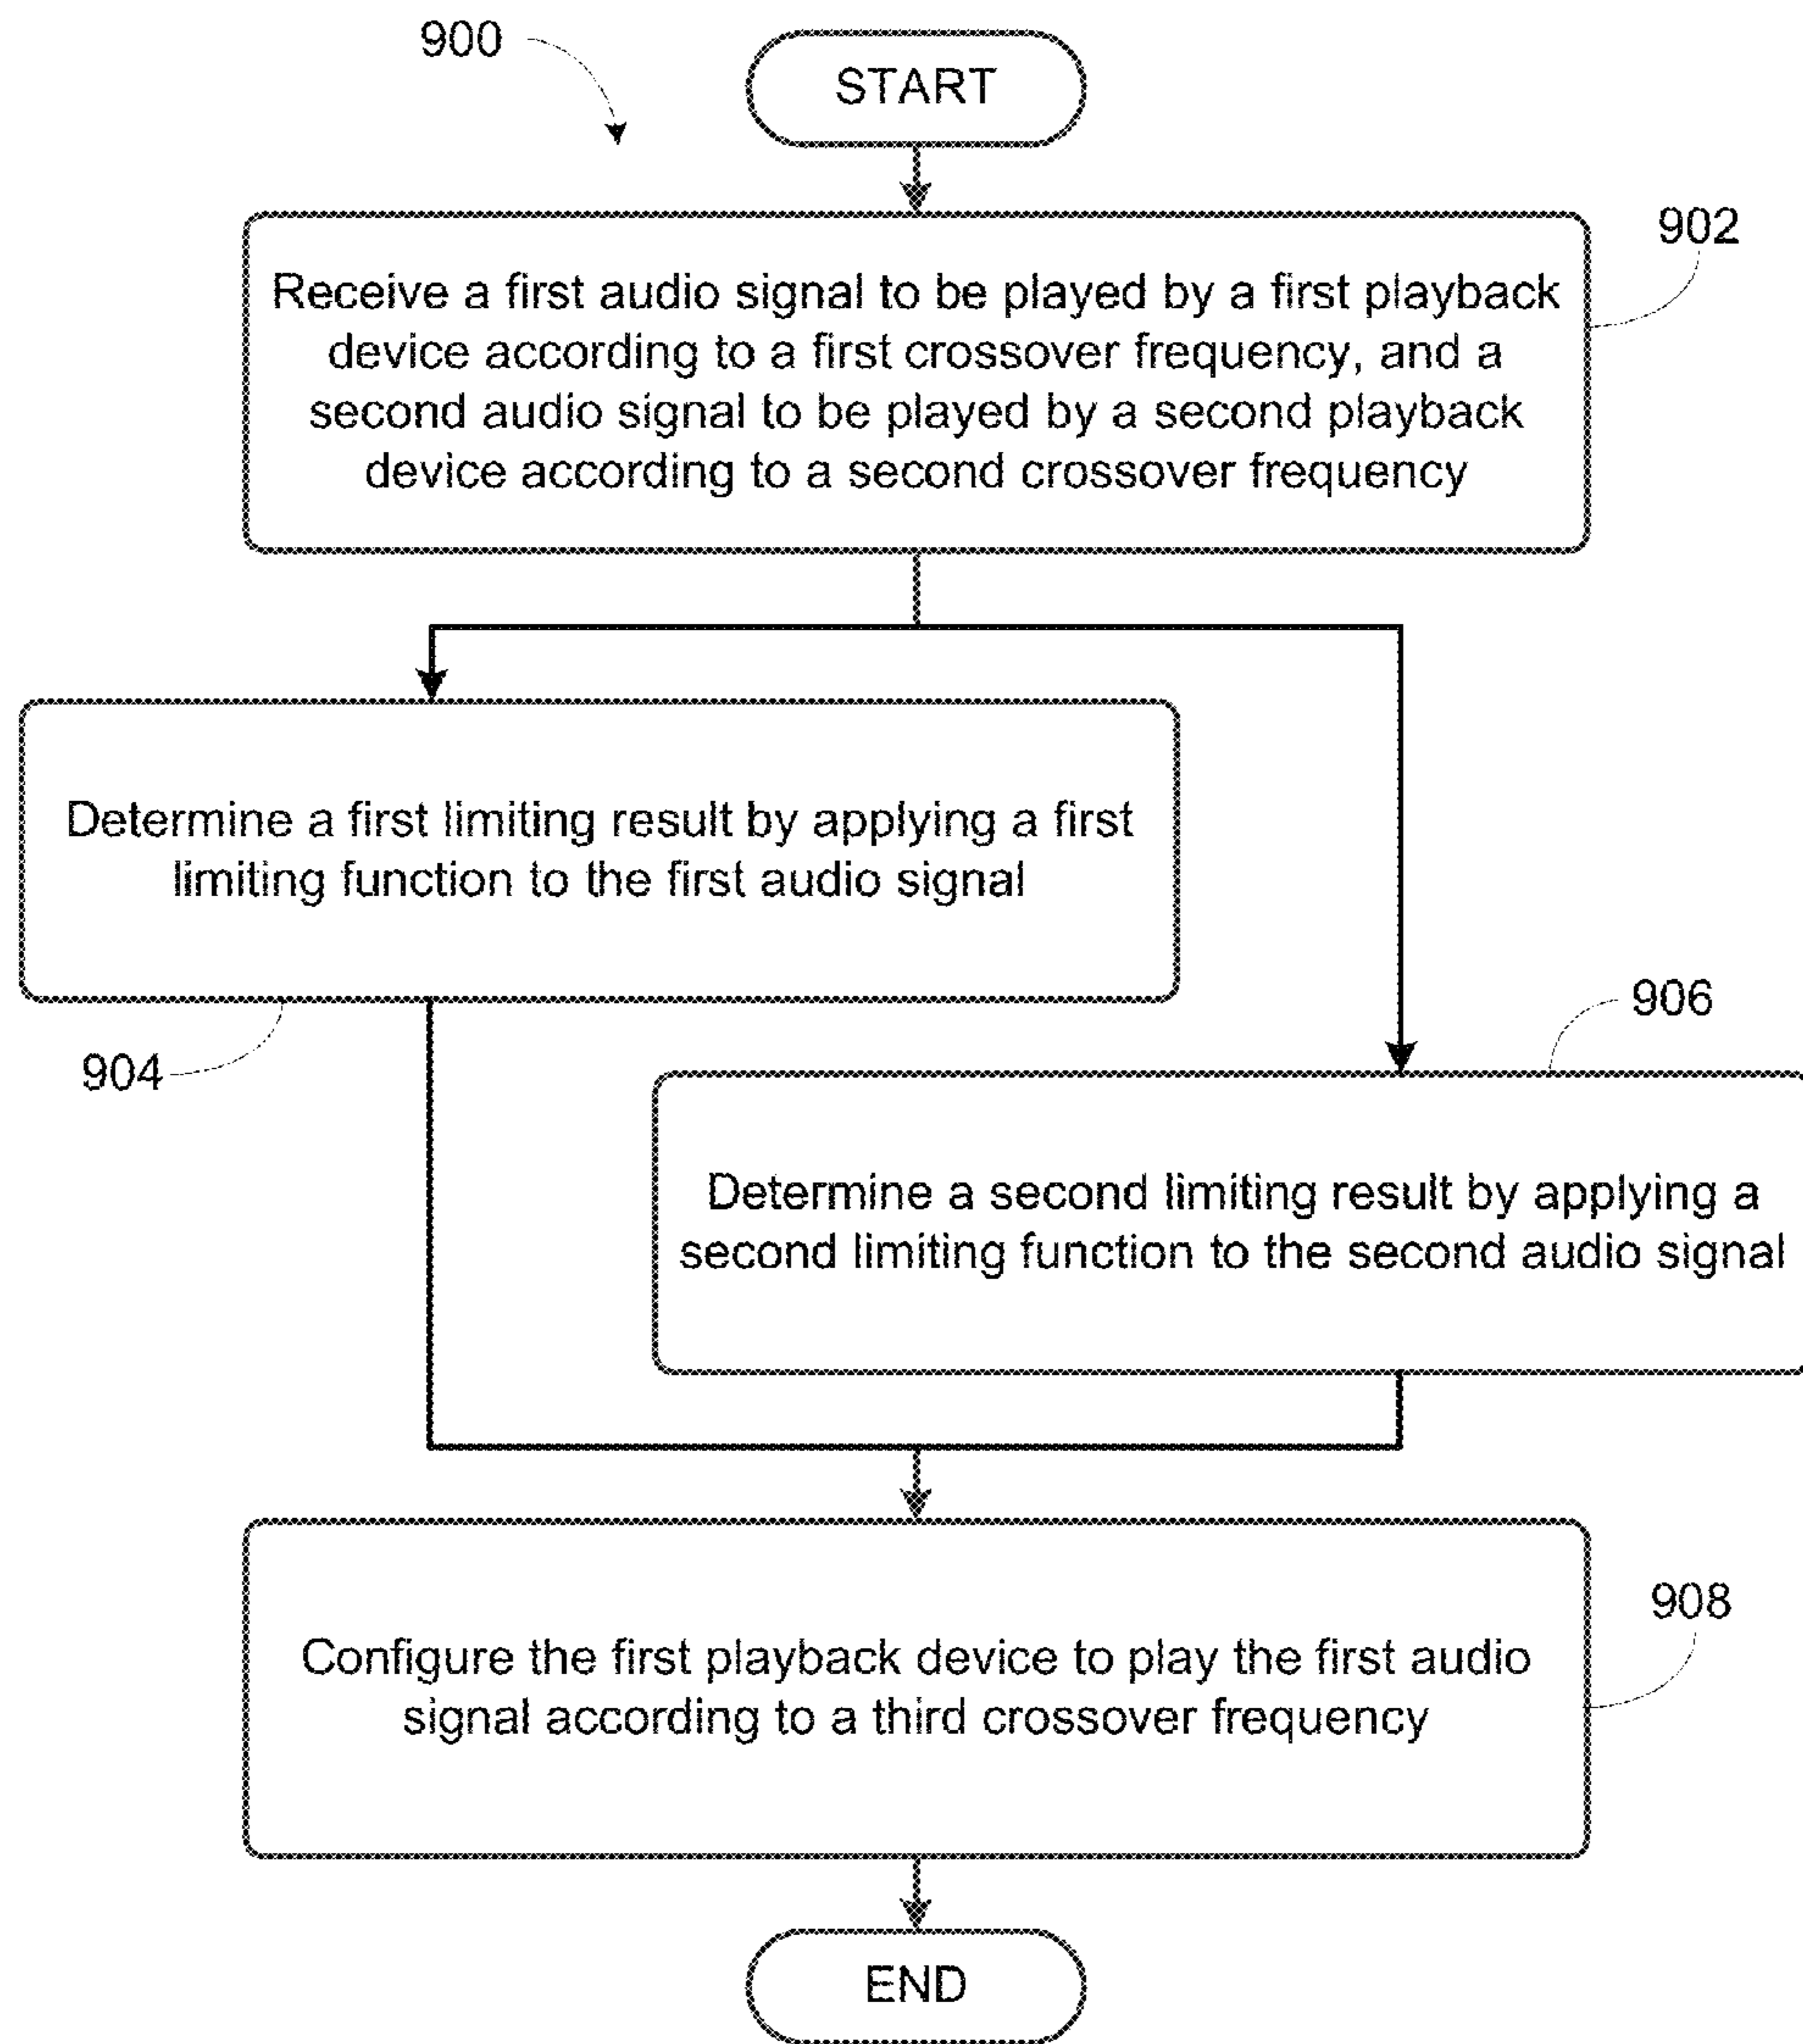 900
START
902
Receive a first audio signal to be played by a first playback
device according to a first crossover frequency, and a
second audio signal to be played by a second playback
device according to a second crossover frequency
Determine a first limiting result by applying a first
limiting function to the first audio signal
904
906
Determine a second limiting result by applying a
second limiting function to the second audio signal
908
Configure the first playback device to play the first audio
signal according to a third crossover frequency
END